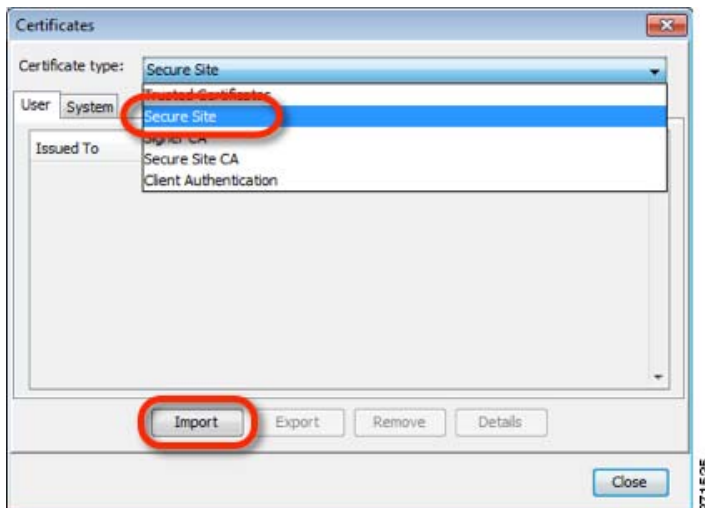 Certificates
Certificate type:
Secure Site
Trusted Certificates
Secure Site
Signer CA
Secure Site CA
Client Authentication
User
System
Issued To
Import
Export
Remove
Details
Close